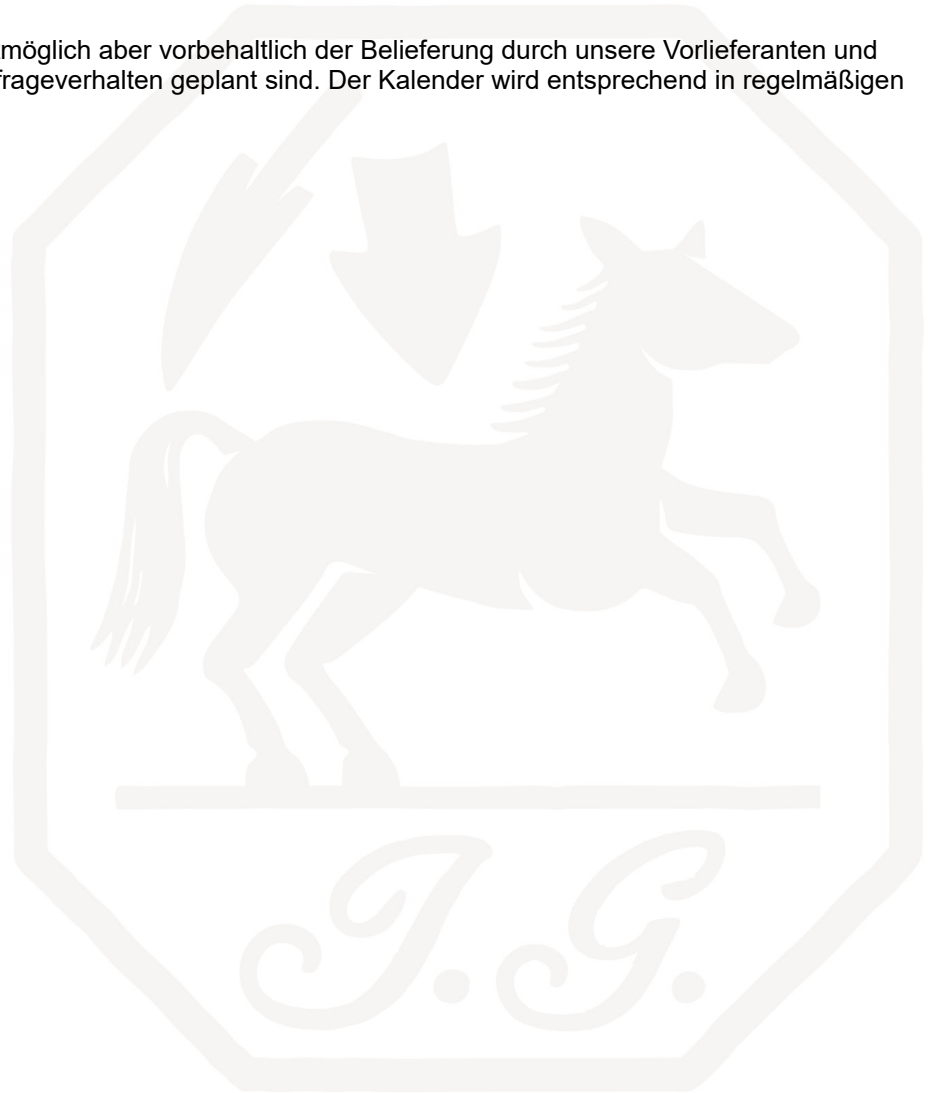 möglich aber vorbehaltlich der Belieferung durch unsere Vorlieferanten und
frageverhalten geplant sind. Der Kalender wird entsprechend in regelmäßigen
J.G.